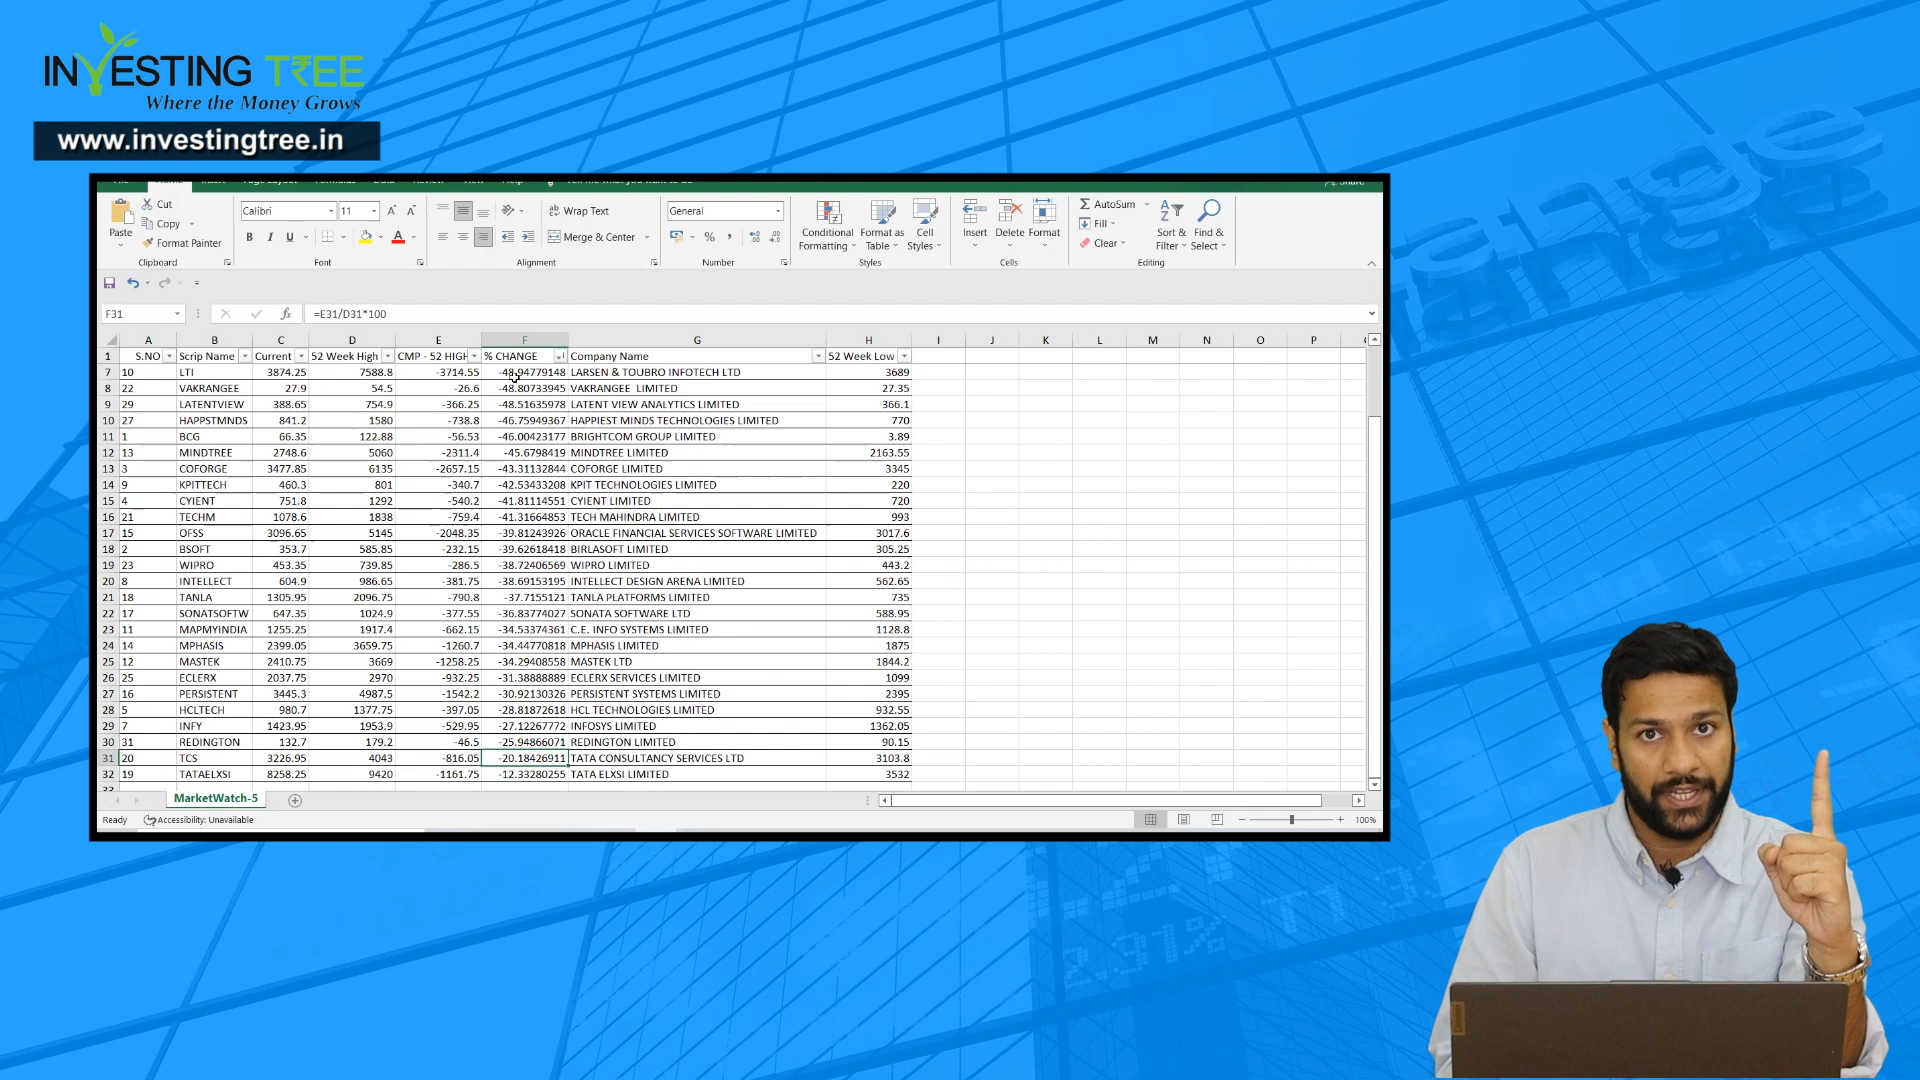 INVESTING TREE
Where the Money Grows
www.investingtree.in
Cut
Copy
Format Painter
Paste
Clipboard
Calibri 11
B I U
Font
Wrap Text
Merge & Center
Alignment
General
Number
Conditional Formatting
Format as Table
Cell Styles
Styles
Insert Delete Format
Cells
AutoSum
Fill
Clear
Sort & Filter
Find & Select
Editing
F31 fx =E31/D31*100
A B C D E F G H I J K L M N O P
1 S.NO Scrip Name Current 52 Week High CMP - 52 HIGH % CHANGE Company Name 52 Week Low
7 10 LTI 3874.25 7588.8 -3714.55 -48.94779148 LARSEN & TOUBRO INFOTECH LTD 3689
8 22 VAKRANGEE 27.9 54.5 -26.6 -48.80733945 VAKRANGEE LIMITED 27.35
9 29 LATENTVIEW 388.65 754.9 -366.25 -48.51635978 LATENT VIEW ANALYTICS LIMITED 366.1
10 27 HAPPSTMNDS 841.2 1580 -738.8 -46.75949367 HAPPIEST MINDS TECHNOLOGIES LIMITED 770
11 1 BCG 66.35 122.88 -56.53 -46.00423177 BRIGHTCOM GROUP LIMITED 3.89
12 13 MINDTREE 2748.6 5060 -2311.4 -45.6798419 MINDTREE LIMITED 2163.55
13 3 COFORGE 3477.85 6135 -2657.15 -43.31132844 COFORGE LIMITED 3345
14 9 KPITTECH 460.3 801 -340.7 -42.53433208 KPIT TECHNOLOGIES LIMITED 220
15 4 CYIENT 751.8 1292 -540.2 -41.81114551 CYIENT LIMITED 720
16 21 TECHM 1078.6 1838 -759.4 -41.31664853 TECH MAHINDRA LIMITED 993
17 15 OFSS 3096.65 5145 -2048.35 -39.81243926 ORACLE FINANCIAL SERVICES SOFTWARE LIMITED 3017.6
18 2 BSOFT 353.7 585.85 -232.15 -39.62618418 BIRLASOFT LIMITED 305.25
19 23 WIPRO 453.35 739.85 -286.5 -38.72406569 WIPRO LIMITED 443.2
20 8 INTELLECT 604.9 986.65 -381.75 -38.69153195 INTELLECT DESIGN ARENA LIMITED 562.65
21 18 TANLA 1305.95 2096.75 -790.8 -37.7155121 TANLA PLATFORMS LIMITED 735
22 17 SONATSOFTW 647.35 1024.9 -377.55 -36.83774027 SONATA SOFTWARE LTD 588.95
23 11 MAPMYINDIA 1255.25 1917.4 -662.15 -34.53374361 C.E. INFO SYSTEMS LIMITED 1128.8
24 14 MPHASIS 2399.05 3659.75 -1260.7 -34.44770818 MPHASIS LIMITED 1875
25 12 MASTEK 2410.75 3669 -1258.25 -34.29408558 MASTEK LTD 1844.2
26 25 ECLERX 2037.75 2970 -932.25 -31.38888889 ECLERX SERVICES LIMITED 1099
27 16 PERSISTENT 3445.3 4987.5 -1542.2 -30.92130326 PERSISTENT SYSTEMS LIMITED 2395
28 5 HCLTECH 980.7 1377.75 -397.05 -28.81872618 HCL TECHNOLOGIES LIMITED 932.55
29 7 INFY 1423.95 1953.9 -529.95 -27.12267772 INFOSYS LIMITED 1362.05
30 31 REDINGTON 132.7 179.2 -46.5 -25.94866071 REDINGTON LIMITED 90.15
31 20 TCS 3226.95 4043 -816.05 -20.18426911 TATA CONSULTANCY SERVICES LTD 3103.8
32 19 TATAELXSI 8258.25 9420 -1161.75 -12.33280255 TATA ELXSI LIMITED 3532
MarketWatch-5
Ready Accessibility: Unavailable 100%